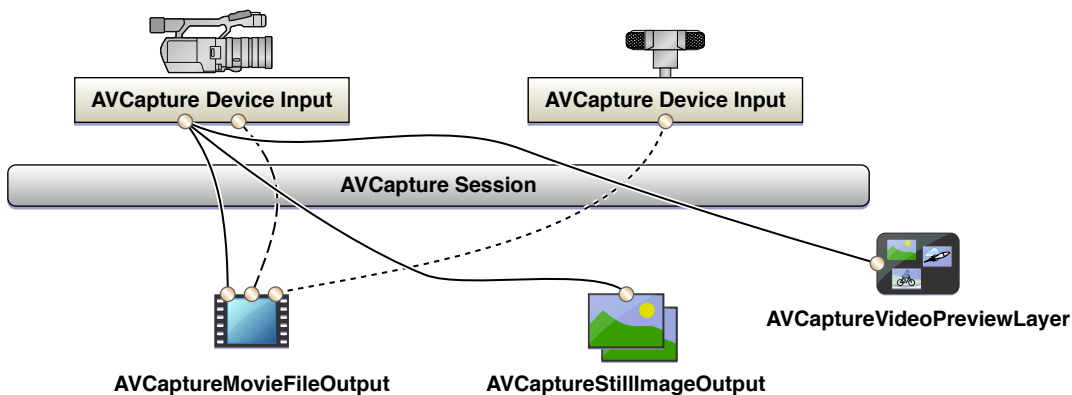 AVCapture Device Input
AVCapture Device Input
AVCapture Session
AVCaptureVideoPreviewLayer
AVCaptureMovieFileOutput
AVCaptureStillImageOutput